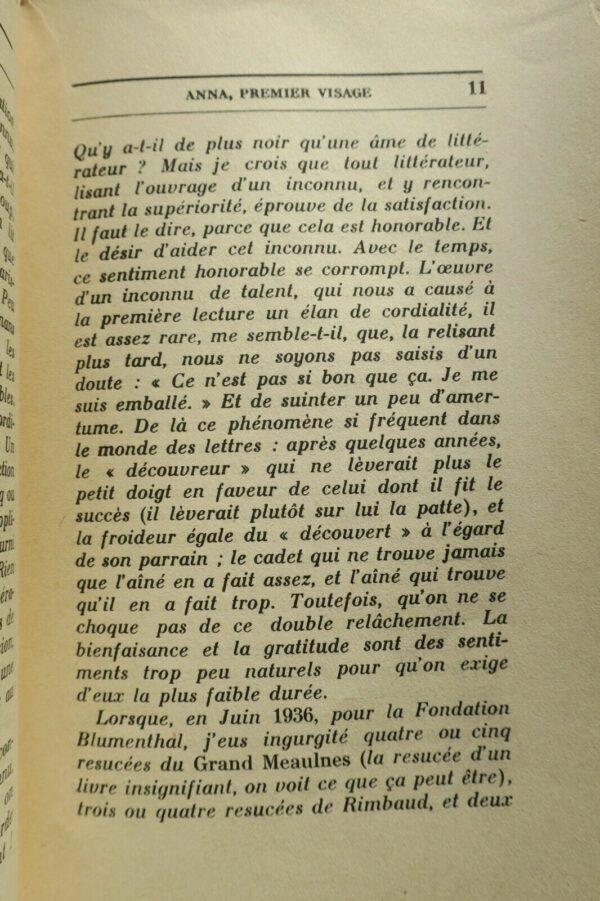 ANNA, PREMIER VISAGE 11
Qu'y a-t-il de plus noir qu'une âme de litté-
rateur ? Mais je crois que tout littérateur,
lisant l'ouvrage d'un inconnu, et y rencon-
trant la supériorité, éprouve de la satisfaction.
Il faut le dire, parce que cela est honorable. Et
le désir d'aider cet inconnu. Avec le temps,
ce sentiment honorable se corrompt. L'œuvre
d'un inconnu de talent, qui nous a causé à
la première lecture un élan de cordialité, il
est assez rare, me semble-t-il, que, la relisant
plus tard, nous ne soyons pas saisis d'un
doute : « Ce n'est pas si bon que ça. Je me
suis emballé. » Et de suinter un peu d'amer-
tume. De là ce phénomène si fréquent dans
le monde des lettres : après quelques années,
le « découvreur » qui ne lèverait plus le
petit doigt en faveur de celui dont il fit le
succès (il lèverait plutôt sur lui la patte), et
la froideur égale du « découvert » à l'égard
de son parrain ; le cadet qui ne trouve jamais
que l'aîné en a fait assez, et l'aîné qui trouve
qu'il en a fait trop. Toutefois, qu'on ne se
choque pas de ce double relâchement. La
bienfaisance et la gratitude sont des senti-
ments trop peu naturels pour qu'on exige
d'eux la plus faible durée.
Lorsque, en Juin 1936, pour la Fondation
Blumenthal, j'eus ingurgité quatre ou cinq
resucées du Grand Meaulnes (la resucée d'un
livre insignifiant, on voit ce que ça peut être),
trois ou quatre resucées de Rimbaud, et deux